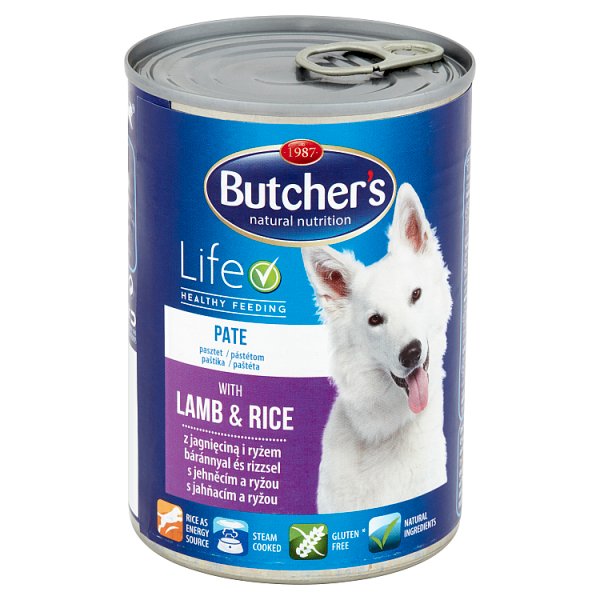 1987
Butcher's
natural nutrition
Life
HEALTHY FEEDING
PATE
pasztet / pástétom
paštika / paštéta
WITH
LAMB & RICE
z jagnięciną i ryżem
báránnyal és rizzsel
s jehněcím a ryžou
s jahňacím a ryžou
RICE AS
ENERGY
SOURCE
STEAM
COOKED
GLUTEN *
FREE
NATURAL
INGREDIENTS